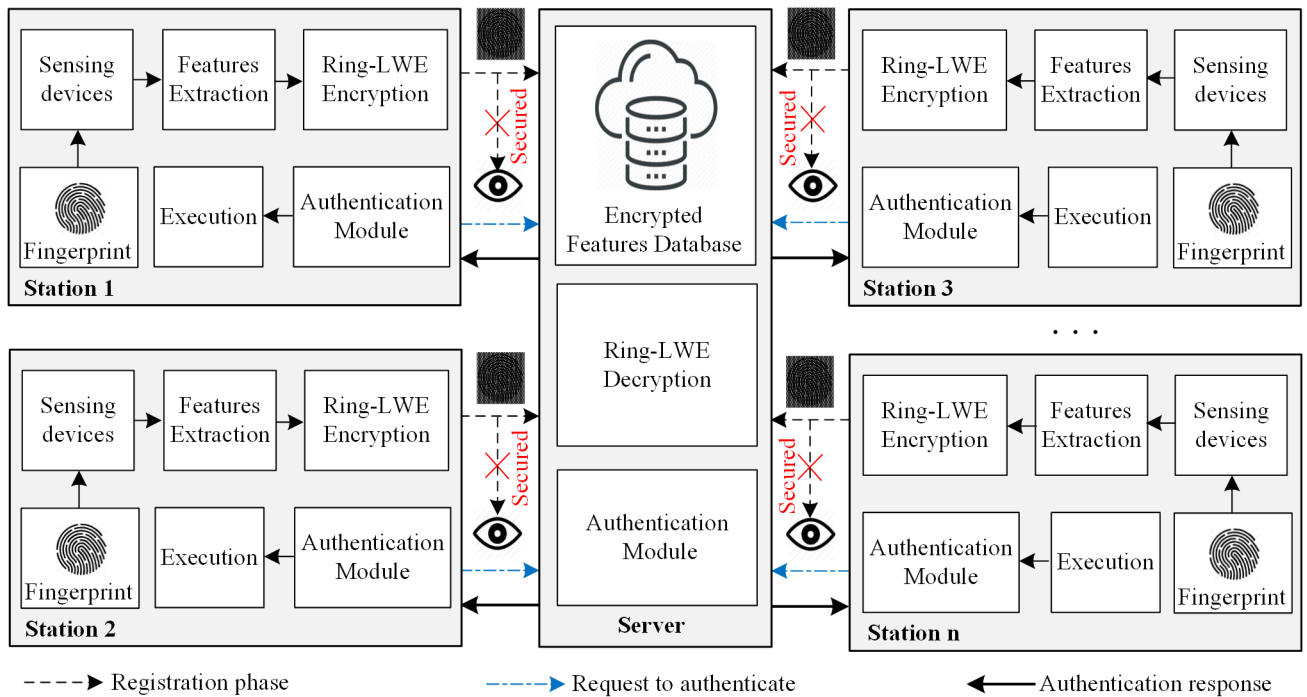 Sensing
devices
Features
Extraction
Ring-LWE
Encryption
Secured
Fingerprint
Execution
Authentication
Module
Station 1
Sensing
devices
Features
Extraction
Ring-LWE
Encryption
Secured
Fingerprint
Execution
Authentication
Module
Station 2
Encrypted
Features Database
Ring-LWE
Decryption
Authentication
Module
Server
Secured
Ring-LWE
Encryption
Features
Extraction
Sensing
devices
Authentication
Module
Execution
Fingerprint
Station 3
. . .
Secured
Ring-LWE
Encryption
Features
Extraction
Sensing
devices
Authentication
Module
Execution
Fingerprint
Station n
Registration phase
Request to authenticate
Authentication response